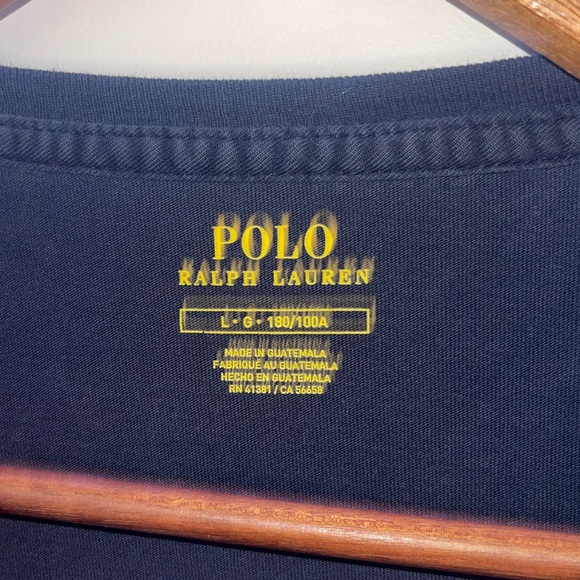 POLO
RALPH LAUREN
L • G • 180/100A
MADE IN GUATEMALA
FABRIQUÉ AU GUATEMALA
HECHO EN GUATEMALA
RN 41381 / CA 56658